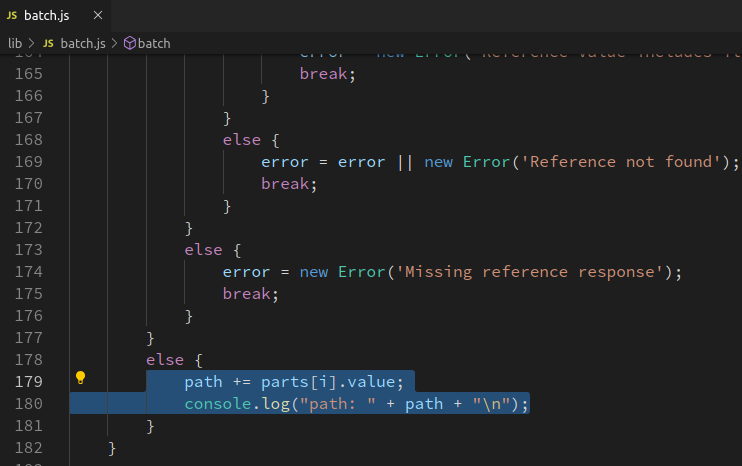 JS batch.js ×
lib > JS batch.js > batch
165 break;
166 }
167 }
168 else {
169 error = error || new Error('Reference not found');
170 break;
171 }
172 }
173 else {
174 error = new Error('Missing reference response');
175 break;
176 }
177 }
178 else {
179 path += parts[i].value;
180 console.log("path: " + path + "\n");
181 }
182 }